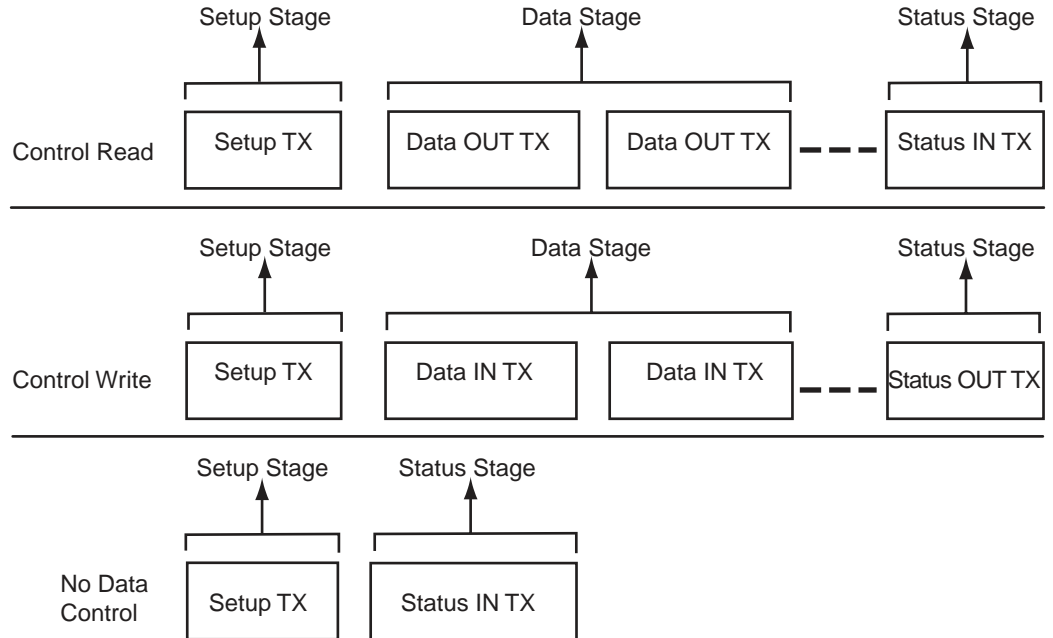 Setup Stage Data Stage Status Stage
Control Read Setup TX Data OUT TX Data OUT TX Status IN TX
Setup Stage Data Stage Status Stage
Control Write Setup TX Data IN TX Data IN TX Status OUT TX
Setup Stage Status Stage
No Data
Control
Setup TX Status IN TX